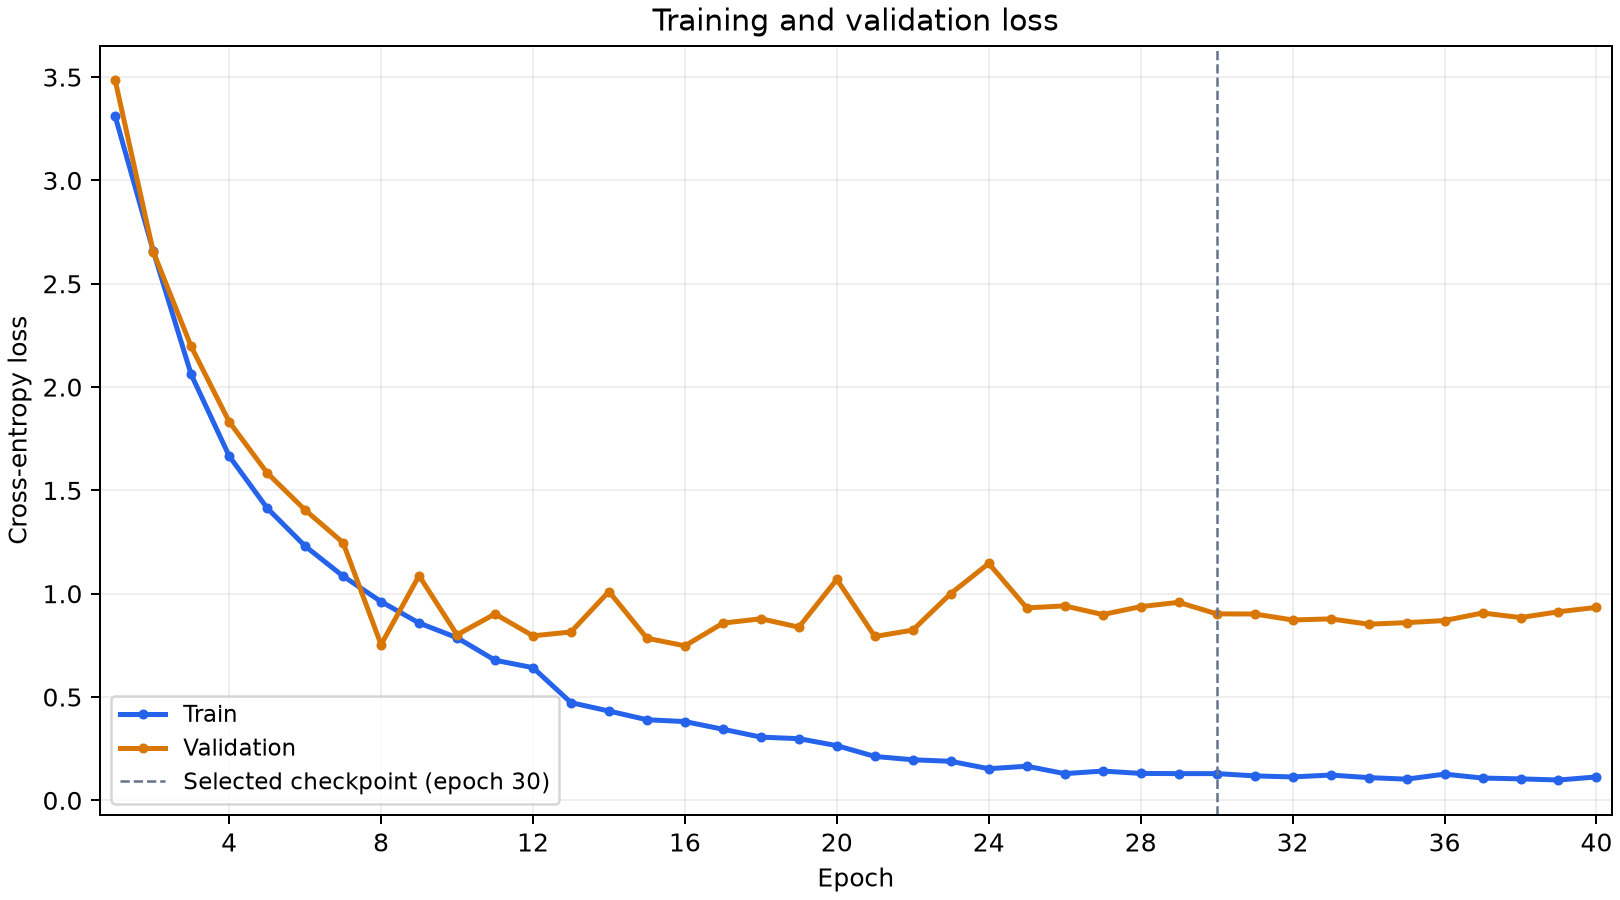 Training and validation loss
Cross-entropy loss
3.5
3.0
2.5
2.0
1.5
1.0
0.5
0.0
Train
Validation
Selected checkpoint (epoch 30)
4 8 12 16 20 24 28 32 36 40
Epoch